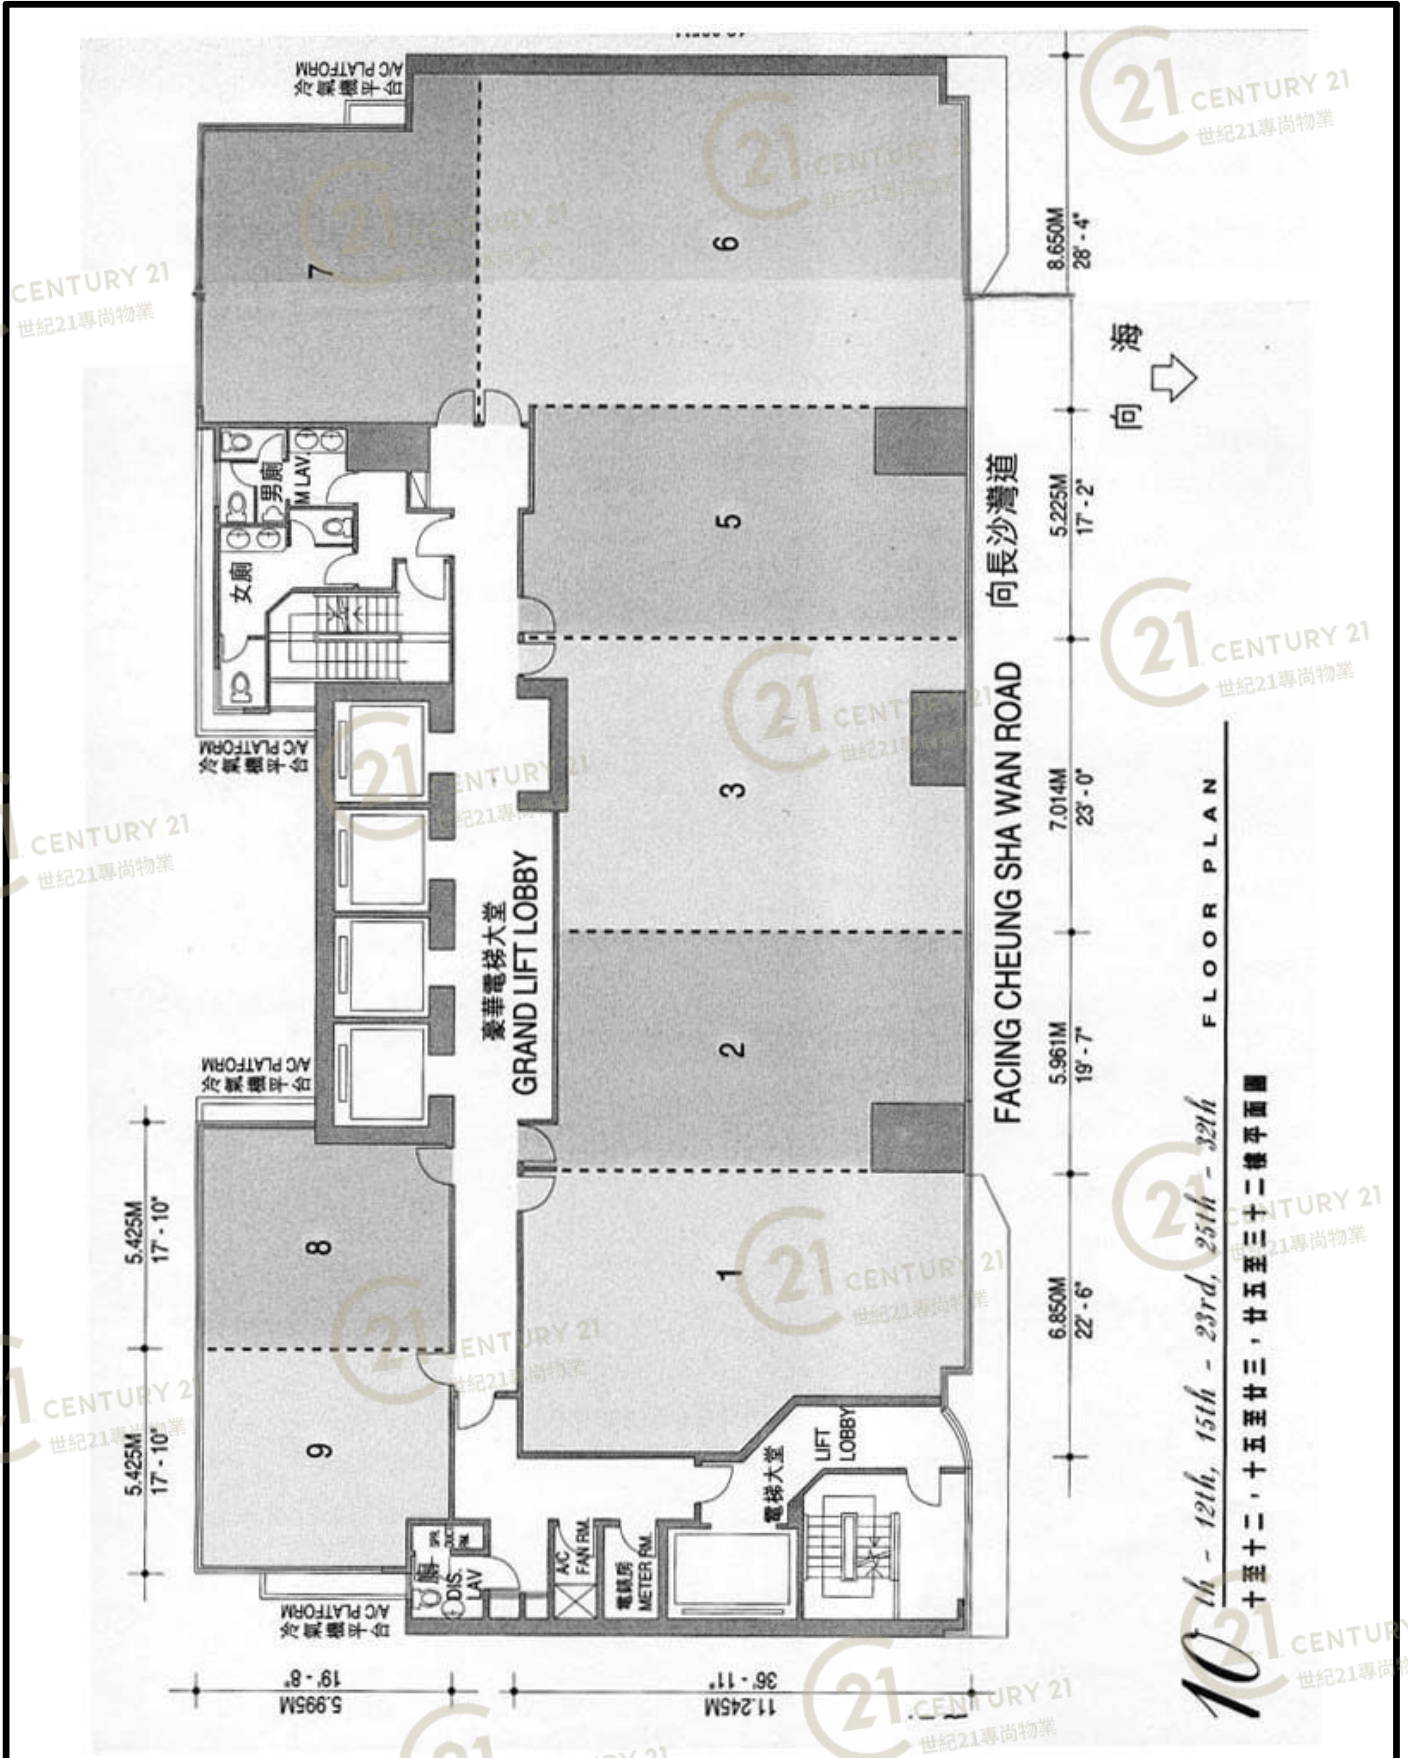 A/C PLATFORM
冷氣機平台
7
6
8.650M
28' - 4"
向海
男廁
M LAV.
女廁
5
向長沙灣道
5.225M
17' - 2"
A/C PLATFORM
冷氣機平台
3
7.014M
23' - 0"
豪華電梯大堂
GRAND LIFT LOBBY
FACING CHEUNG SHA WAN ROAD
2
5.961M
19' - 7"
A/C PLATFORM
冷氣機平台
5.425M
17' - 10"
8
1
6.850M
22' - 6"
5.425M
17' - 10"
9
電梯大堂
LIFT
LOBBY
廁
DIS.
LAV
A/C
FAN RM.
電錶房
METER RM.
A/C PLATFORM
冷氣機平台
5.995M
19' - 8"
11.245M
36' - 11"
10th - 12th, 15th - 23rd, 25th - 32th FLOOR PLAN
十至十二，十五至廿三，廿五至三十二樓平面圖
21 CENTURY 21
世紀21專尚物業